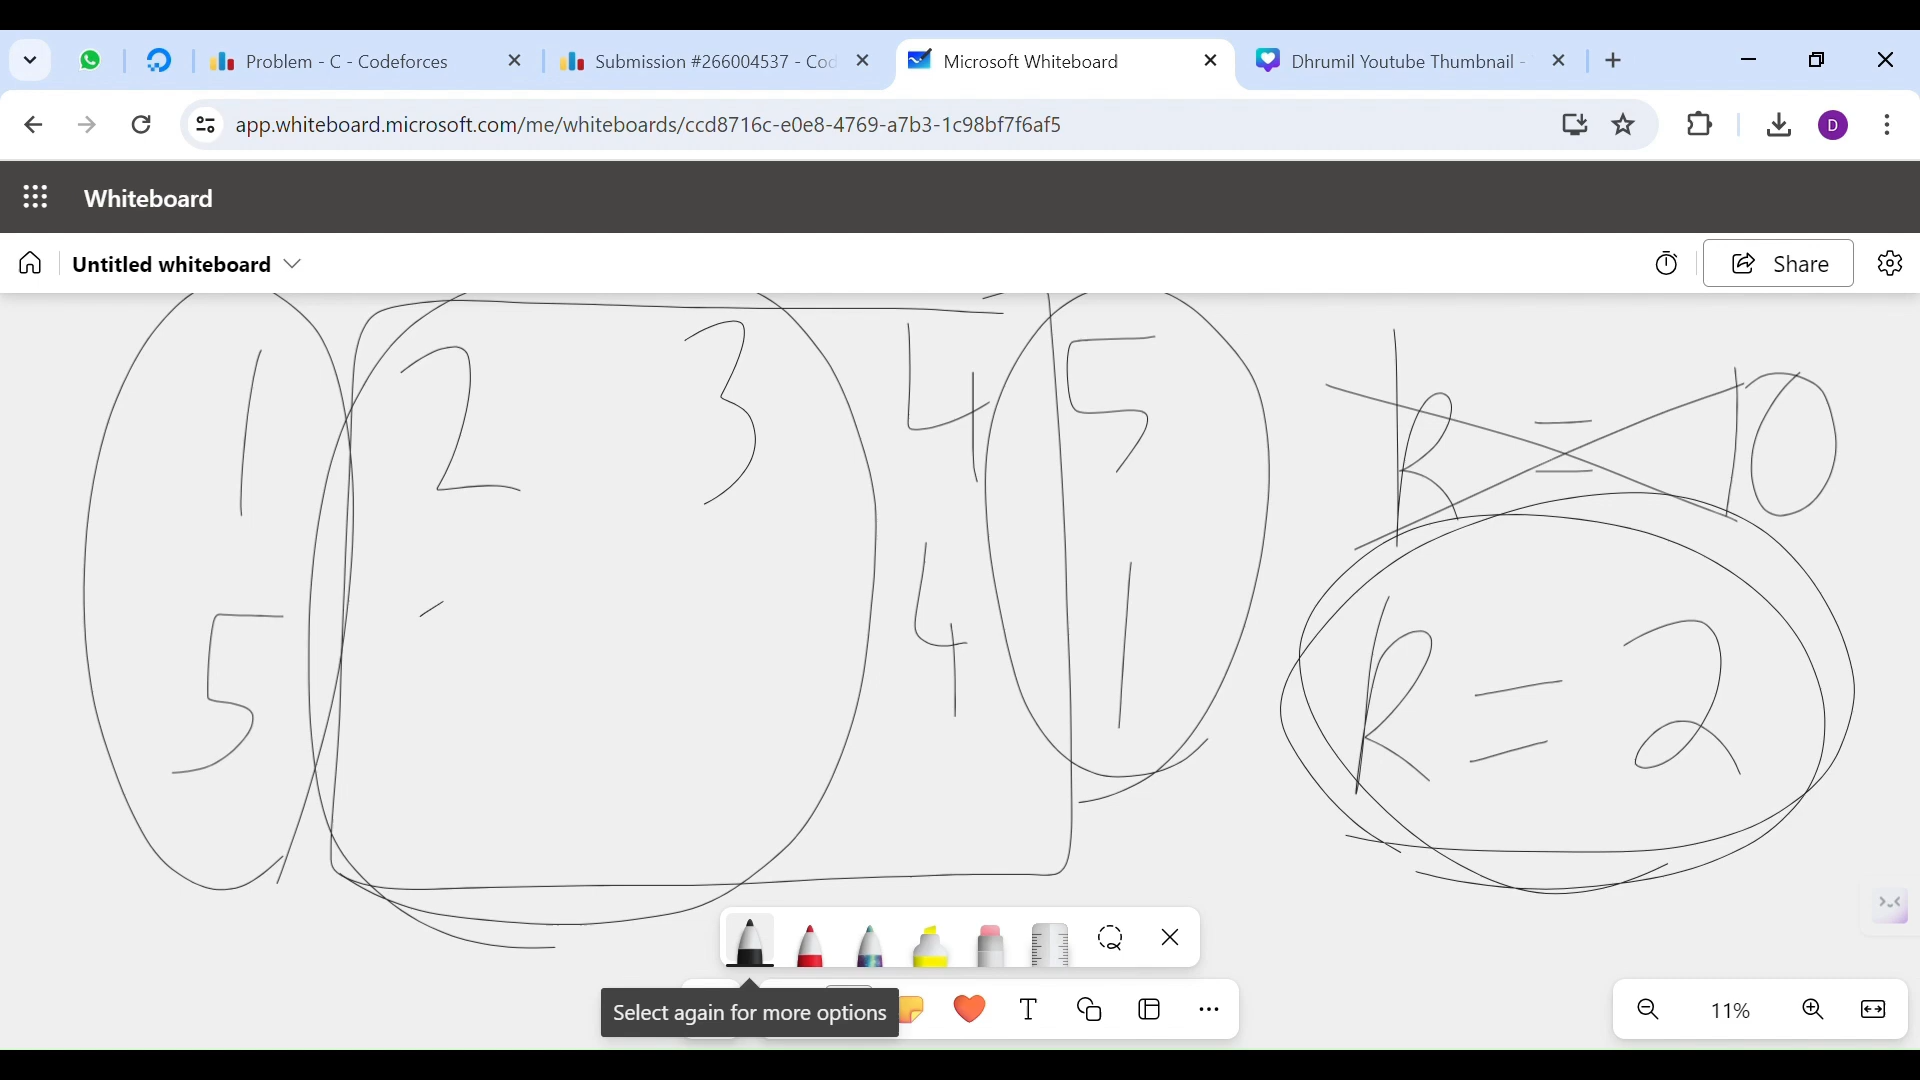 Problem - C - Codeforces
Submission #266004537 - Cod
Microsoft Whiteboard
Dhrumil Youtube Thumbnail -
app.whiteboard.microsoft.com/me/whiteboards/ccd8716c-e0e8-4769-a7b3-1c98bf7f6af5
D
Whiteboard
Untitled whiteboard
Share
1 2 3 4 5
R = 10
5 4 1
R = 2
Select again for more options
T
11%